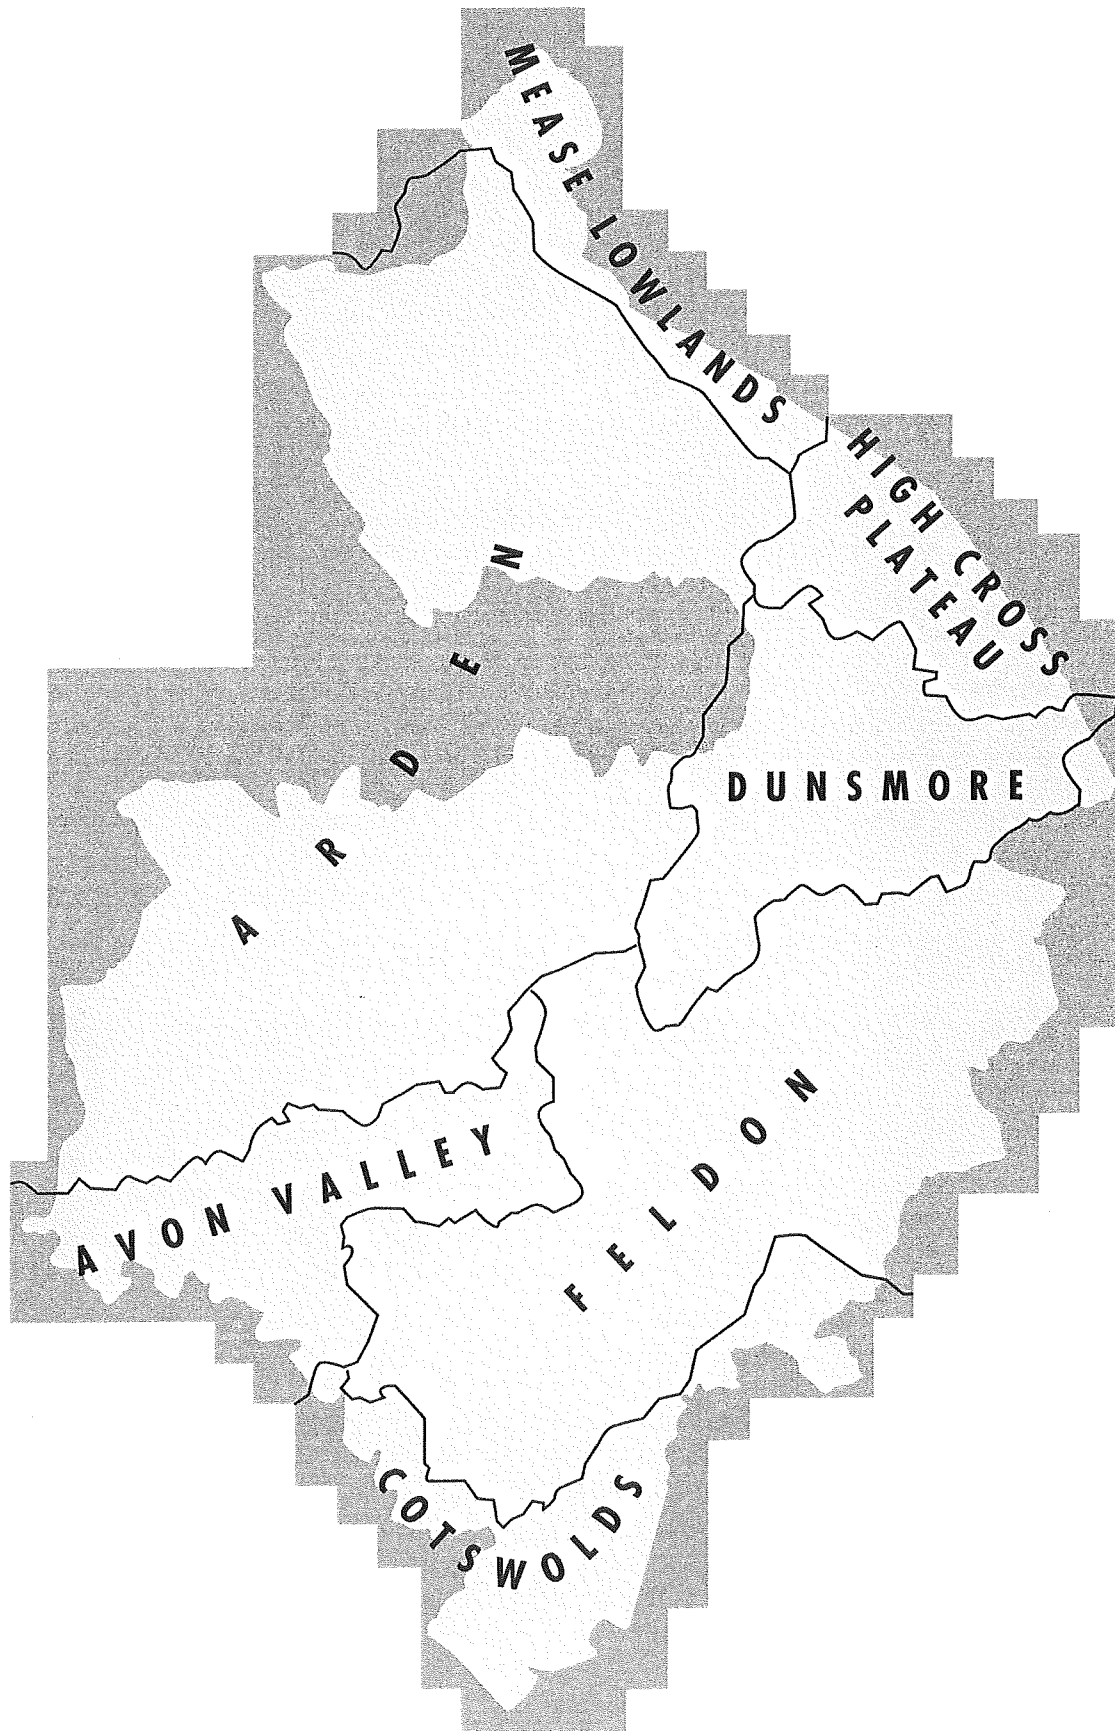 MEASE LOWLANDS
HIGH CROSS
PLATEAU
ARDEN
DUNSMORE
AVON VALLEY
FELDON
COTSWOLDS